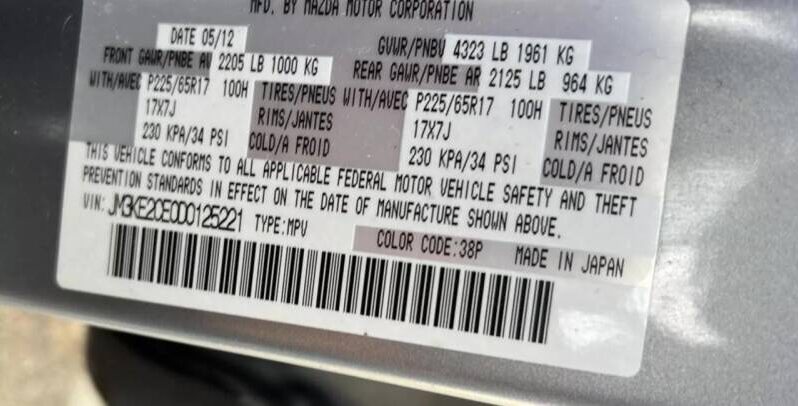 MFD. BY MAZDA MOTOR CORPORATION
DATE 05/12 GVWR/PNBV 4323 LB 1961 KG
FRONT GAWR/PNBE AV 2205 LB 1000 KG REAR GAWR/PNBE AR 2125 LB 964 KG
WITH/AVEC P225/65R17 100H TIRES/PNEUS WITH/AVEC P225/65R17 100H TIRES/PNEUS
17X7J RIMS/JANTES 17X7J RIMS/JANTES
230 KPA/34 PSI COLD/A FROID 230 KPA/34 PSI COLD/A FROID
THIS VEHICLE CONFORMS TO ALL APPLICABLE FEDERAL MOTOR VEHICLE SAFETY AND THEFT
PREVENTION STANDARDS IN EFFECT ON THE DATE OF MANUFACTURE SHOWN ABOVE.
VIN: JM3KE2CE0D0125221 TYPE:MPV
COLOR CODE:38P MADE IN JAPAN